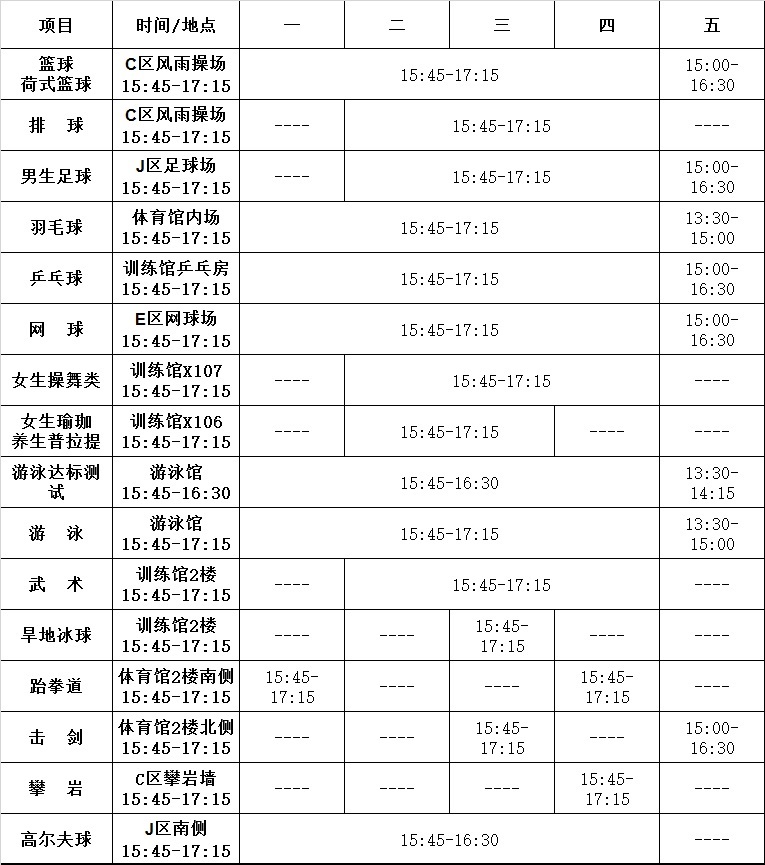 项目 时间/地点 一 二 三 四 五
篮球 C区风雨操场 15:45-17:15 15:00-
荷式篮球 15:45-17:15 16:30
排 球 C区风雨操场 ---- 15:45-17:15 ----
15:45-17:15
男生足球 J区足球场 ---- 15:45-17:15 15:00-
15:45-17:15 16:30
羽毛球 体育馆内场 15:45-17:15 13:30-
15:45-17:15 15:00
乒乓球 训练馆乒乓房 15:45-17:15 15:00-
15:45-17:15 16:30
网 球 E区网球场 15:45-17:15 15:00-
15:45-17:15 16:30
女生操舞类 训练馆X107 ---- 15:45-17:15 ----
15:45-17:15
女生瑜珈 训练馆X106 ---- 15:45-17:15 ---- ----
养生普拉提 15:45-17:15
游泳达标测 游泳馆 15:45-16:30 13:30-
试 15:45-16:30 14:15
游 泳 游泳馆 15:45-17:15 13:30-
15:45-17:15 15:00
武 术 训练馆2楼 ---- 15:45-17:15 ----
15:45-17:15
旱地冰球 训练馆2楼 ---- ---- 15:45- ---- ----
15:45-17:15 17:15
跆拳道 体育馆2楼南侧 15:45- ---- ---- 15:45- ----
15:45-17:15 17:15 17:15
击 剑 体育馆2楼北侧 ---- ---- 15:45- ---- 15:00-
15:45-17:15 17:15 16:30
攀 岩 C区攀岩墙 ---- ---- ---- 15:45- ----
15:45-17:15 17:15
高尔夫球 J区南侧 15:45-16:30 ----
15:45-17:15